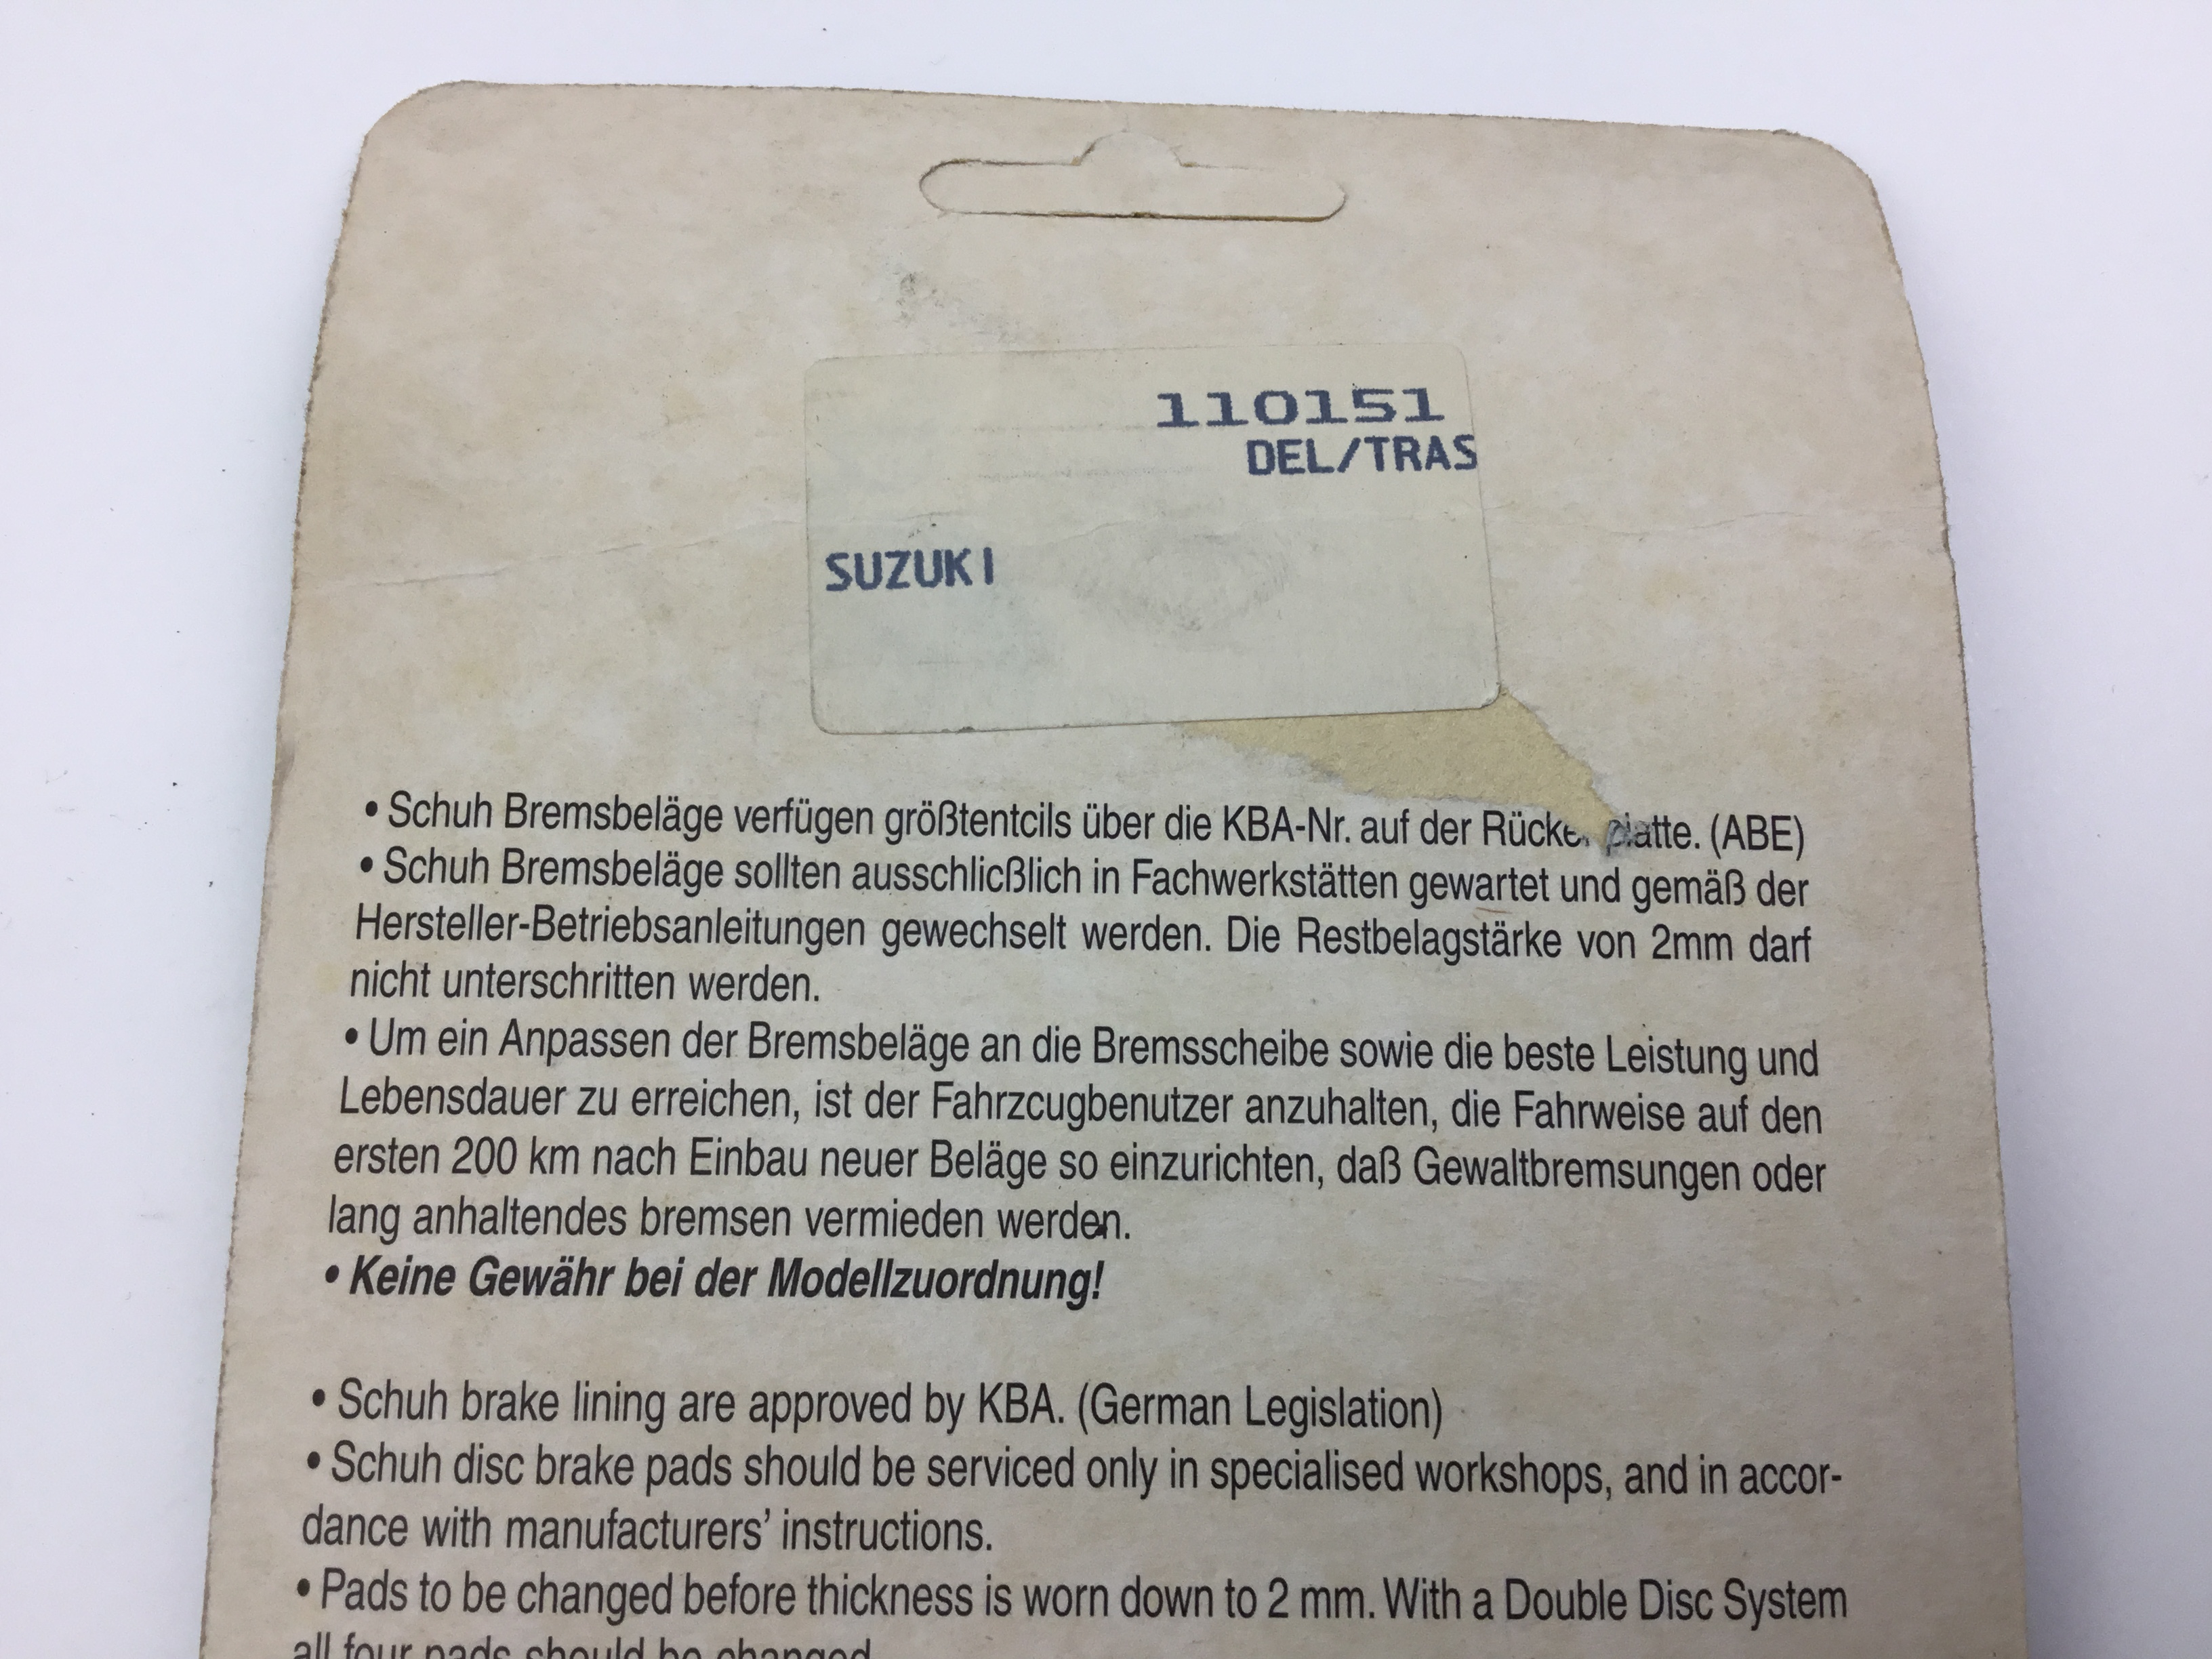 110151
DEL/TRAS
SUZUKI
• Schuh Bremsbeläge verfügen größtentcils über die KBA-Nr. auf der (ABE)
• Schuh Bremsbeläge sollten ausschlicßlich in Fachwerkstätten gewartet und gemäß der
Hersteller-Betriebsanleitungen gewechselt werden. Die Restbelagstärke von 2mm darf
nicht unterschritten werden.
• Um ein Anpassen der Bremsbeläge an die Bremsscheibe sowie die beste Leistung und
Lebensdauer zu erreichen, ist der Fahrzcugbenutzer anzuhalten, die Fahrweise auf den
ersten 200 km nach Einbau neuer Beläge so einzurichten, daß Gewaltbremsungen oder
lang anhaltendes bremsen vermieden werden.
• Keine Gewähr bei der Modellzuordnung!
• Schuh brake lining are approved by KBA. (German Legislation)
• Schuh disc brake pads should be serviced only in specialised workshops, and in accor-
dance with manufacturers' instructions.
• Pads to be changed before thickness is worn down to 2 mm. With a Double Disc System
all four pads should be changed